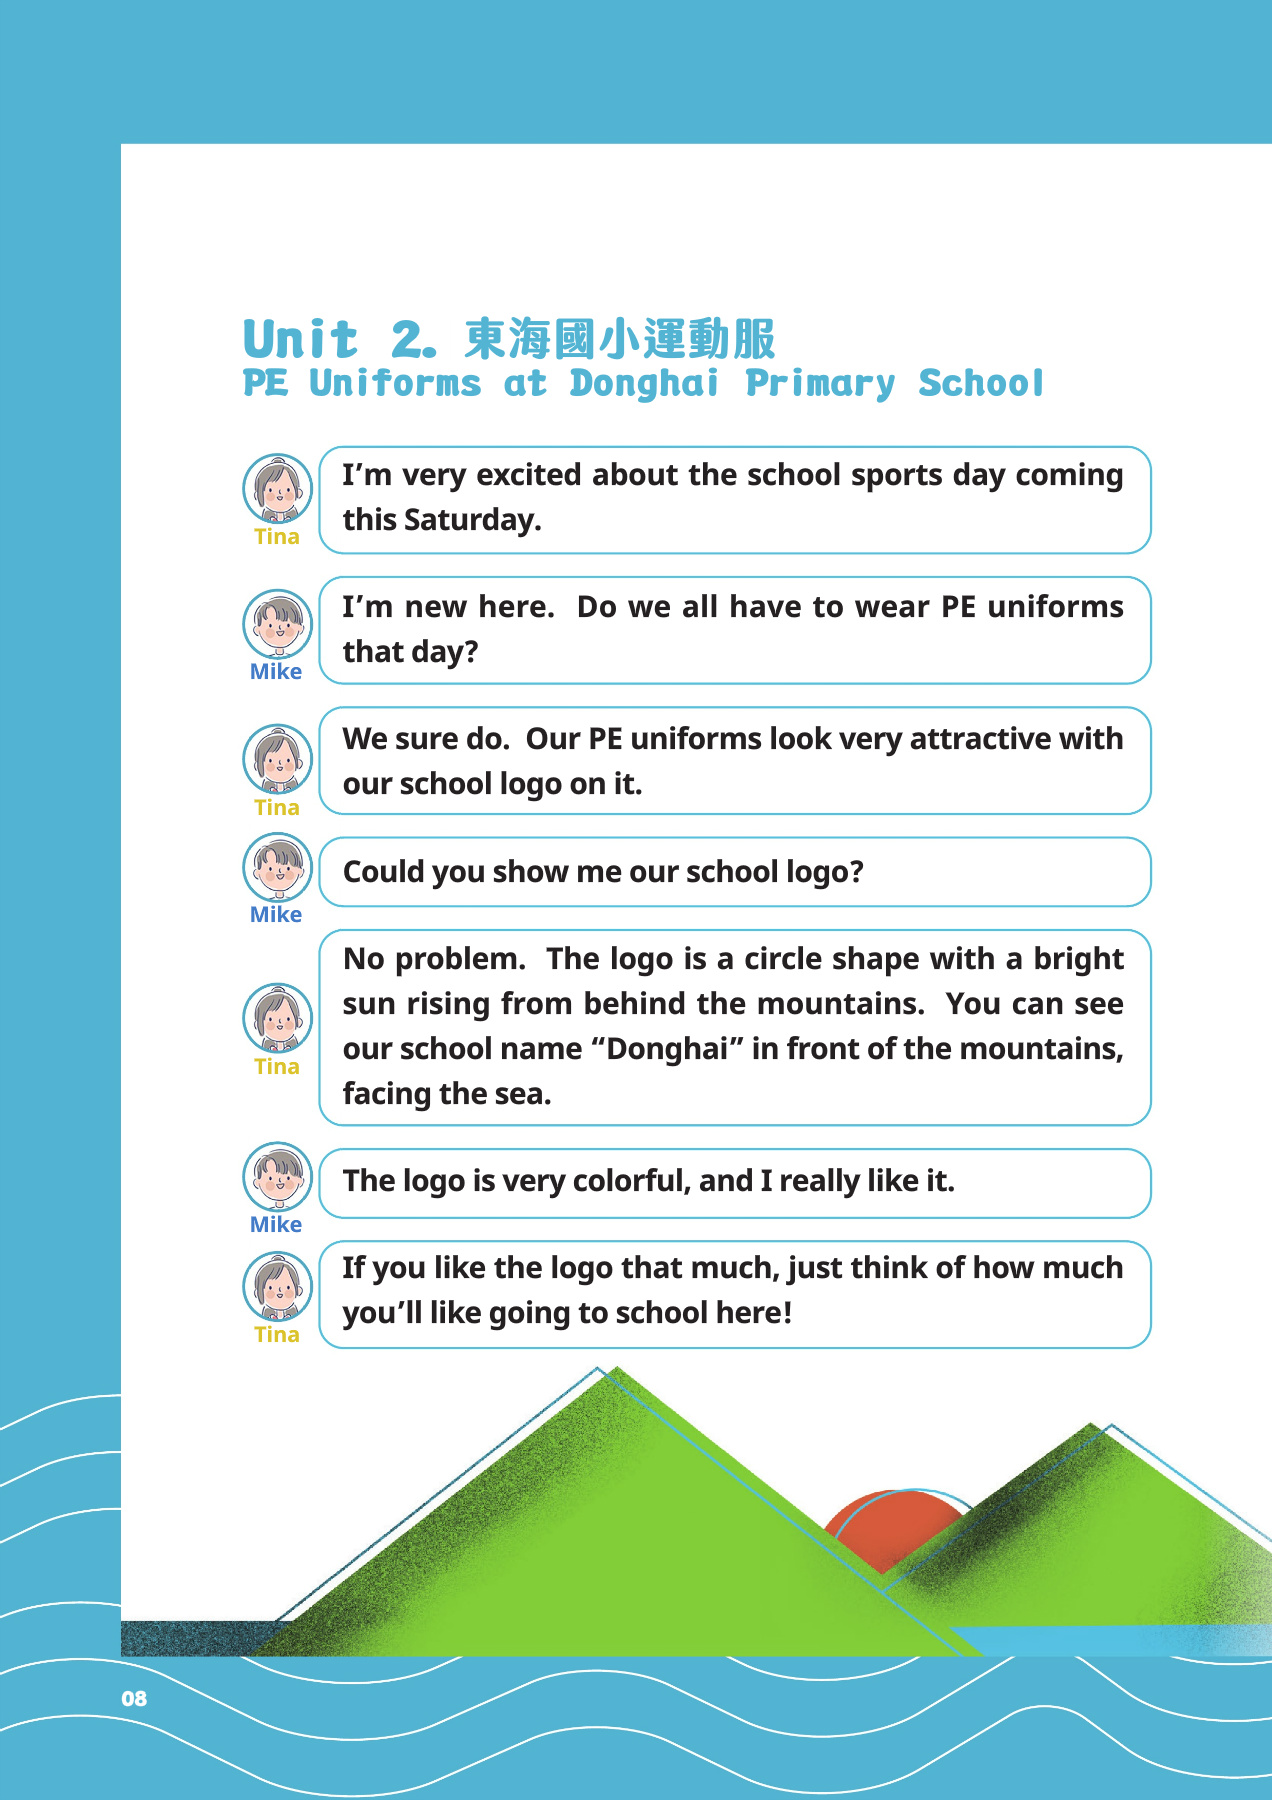 Unit 2. 東海國小運動服
PE Uniforms at Donghai Primary School
I’m very excited about the school sports day coming
this Saturday.
Tina
I’m new here.  Do we all have to wear PE uniforms
that day?
Mike
We sure do.  Our PE uniforms look very attractive with
our school logo on it.
Tina
Could you show me our school logo?
Mike
No problem.  The logo is a circle shape with a bright
sun rising from behind the mountains.  You can see
our school name “Donghai” in front of the mountains,
facing the sea.
Tina
The logo is very colorful, and I really like it.
Mike
If you like the logo that much, just think of how much
you’ll like going to school here!
Tina
08